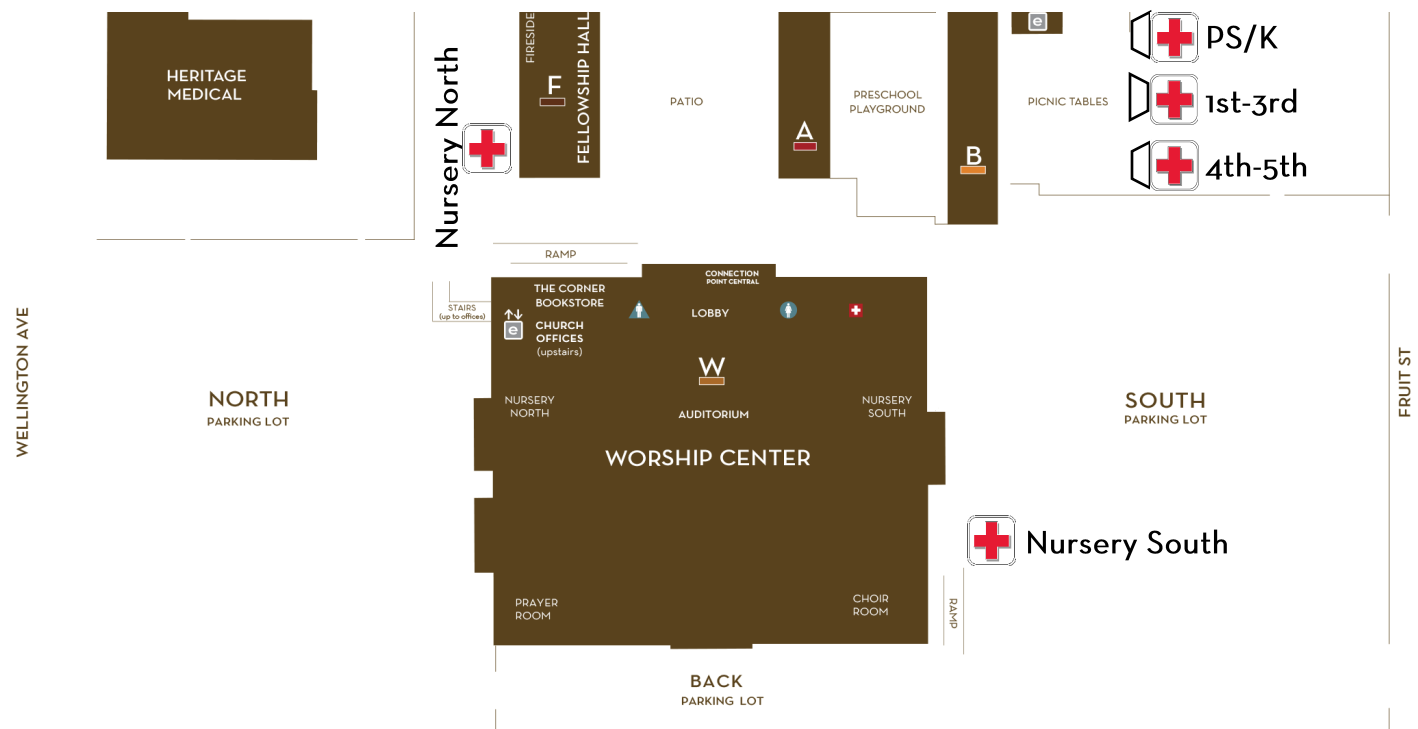 HERITAGE
MEDICAL
Nursery North
FIRESIDE
F
FELLOWSHIP HALL
PATIO
A
PRESCHOOL
PLAYGROUND
B
e
PICNIC TABLES
PS/K
1st-3rd
4th-5th
RAMP
CONNECTION
POINT CENTRAL
THE CORNER
BOOKSTORE
STAIRS
(up to offices)
e
CHURCH
OFFICES
(upstairs)
LOBBY
W
AUDITORIUM
NURSERY
NORTH
NURSERY
SOUTH
WORSHIP CENTER
WELLINGTON AVE
NORTH
PARKING LOT
SOUTH
PARKING LOT
FRUIT ST
Nursery South
PRAYER
ROOM
CHOIR
ROOM
RAMP
BACK
PARKING LOT